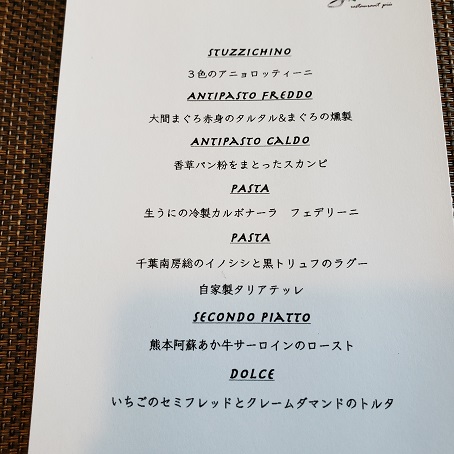 restaurant gio
STUZZICHINO
３色のアニョロッティーニ
ANTIPASTO FREDDO
大間まぐろ赤身のタルタル&まぐろの燻製
ANTIPASTO CALDO
香草パン粉をまとったスカンピ
PASTA
生うにの冷製カルボナーラ　フェデリーニ
PASTA
千葉南房総のイノシシと黒トリュフのラグー
自家製タリアテッレ
SECONDO PIATTO
熊本阿蘇あか牛サーロインのロースト
DOLCE
いちごのセミフレッドとクレームダマンドのトルタ